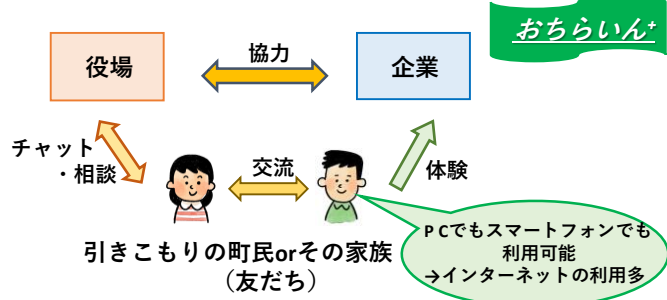 おちらいん⁺
役場
協力
企業
チャット
・相談
交流
体験
PCでもスマートフォンでも
利用可能
→インターネットの利用多
引きこもりの町民orその家族
（友だち）